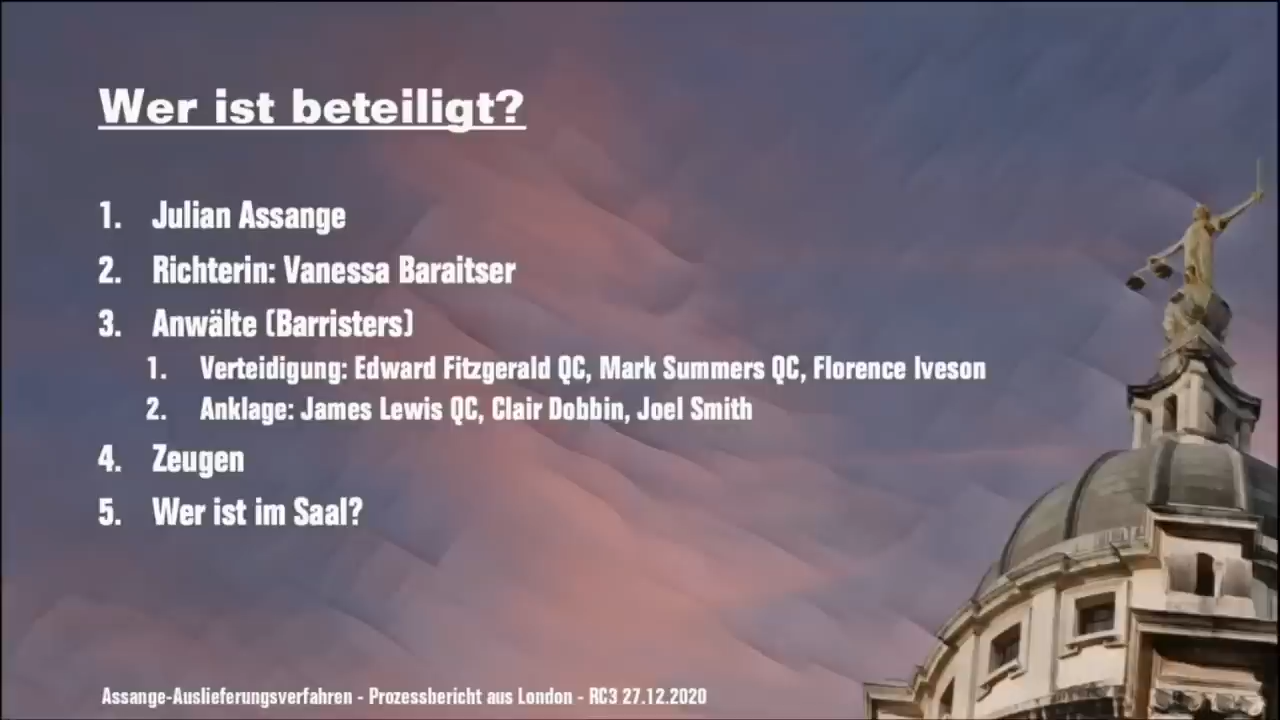 Wer ist beteiligt?
1. Julian Assange
2. Richterin: Vanessa Baraitser
3. Anwälte (Barristers)
1. Verteidigung: Edward Fitzgerald QC, Mark Summers QC, Florence Iveson
2. Anklage: James Lewis QC, Clair Dobbin, Joel Smith
4. Zeugen
5. Wer ist im Saal?
Assange-Auslieferungsverfahren - Prozessbericht aus London - RC3 27.12.2020